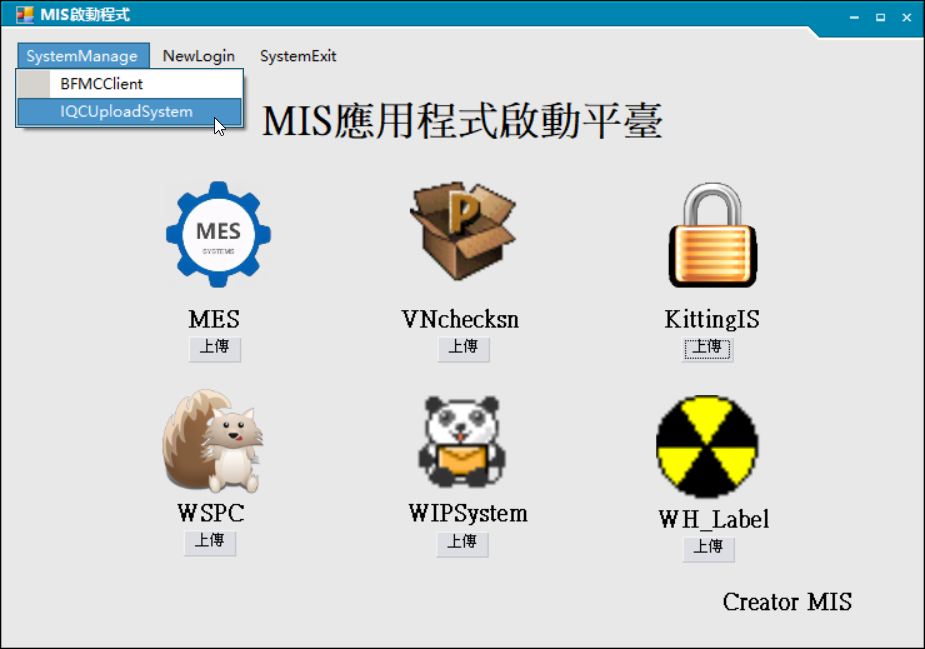 MIS啟動程式
SystemManage NewLogin SystemExit
BFMCClient
IQCUploadSystem
MIS應用程式啟動平臺
MES
SYSTEMS
P
MES VNchecksn KittingIS
上傳 上傳 上傳
WSPC WIPSystem WH_Label
上傳 上傳 上傳
Creator MIS